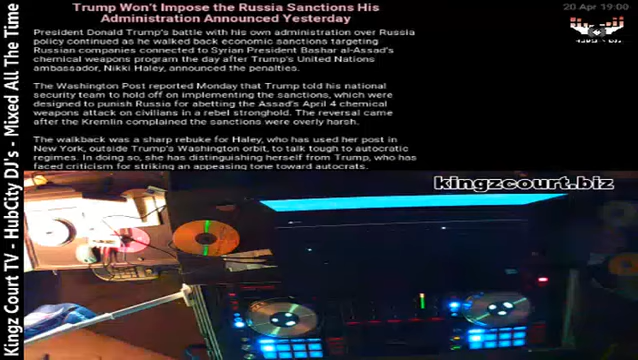 Trump Won't Impose the Russia Sanctions His
Administration Announced Yesterday
20 Apr 19:00
President Donald Trump's battle with his own administration over Russia
policy continued as he walked back economic sanctions targeting
Russian companies connected to Syrian President Bashar al-Assad's
chemical weapons program the day after Trump's United Nations
ambassador, Nikki Haley, announced the penalties.
The Washington Post reported Monday that Trump told his national
security team to hold off on implementing the sanctions, which were
designed to punish Russia for abetting the Assad's April 4 chemical
weapons attack on civilians in a rebel stronghold. The reversal came
after the Kremlin complained the sanctions were overly harsh.
The walkback was a sharp rebuke for Haley, who has used her post in
New York, outside Trump's Washington orbit, to talk tough to autocratic
regimes. In doing so, she has distinguishing herself from Trump, who has
faced criticism for striking an appeasing tone toward autocrats.
kingzcourt.biz
Kingz Court TV - HubCity DJ's - Mixed All The Time